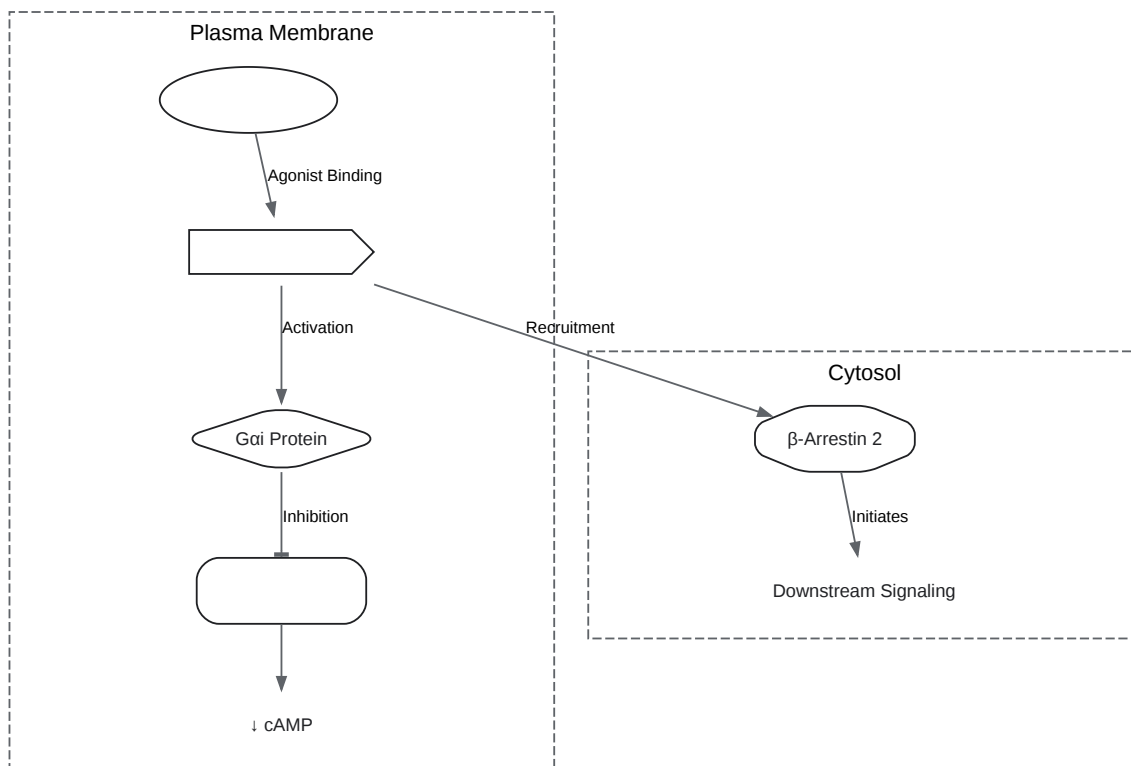 Plasma Membrane
Agonist Binding
Activation
Recruitment
Cytosol
Gαi Protein
β-Arrestin 2
Inhibition
Initiates
Downstream Signaling
↓ cAMP